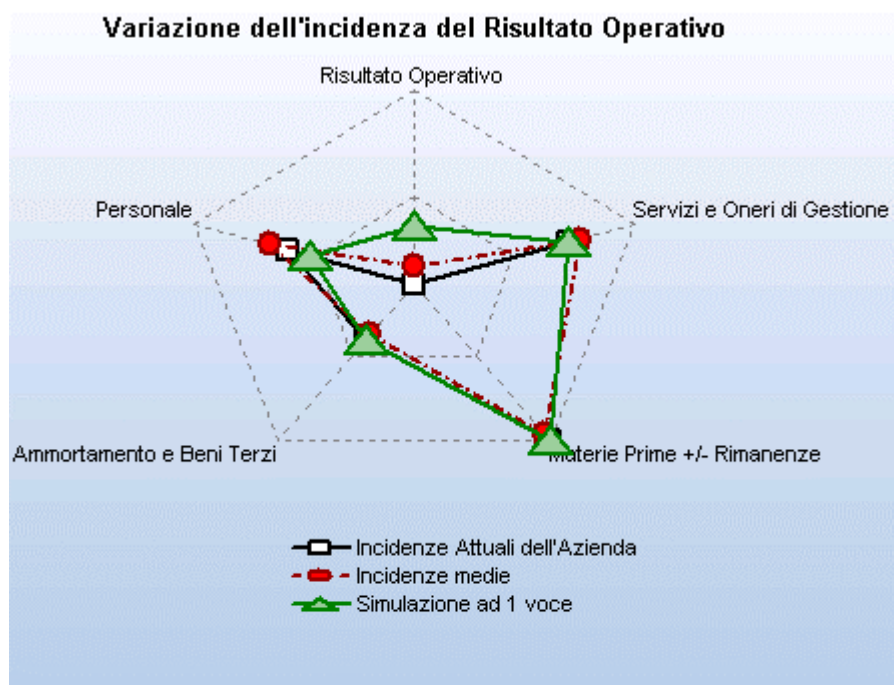 Variazione dell'incidenza del Risultato Operativo
Risultato Operativo
Personale
Servizi e Oneri di Gestione
Ammortamento e Beni Terzi
Materie Prime +/- Rimanenze
Incidenze Attuali dell'Azienda
Incidenze medie
Simulazione ad 1 voce